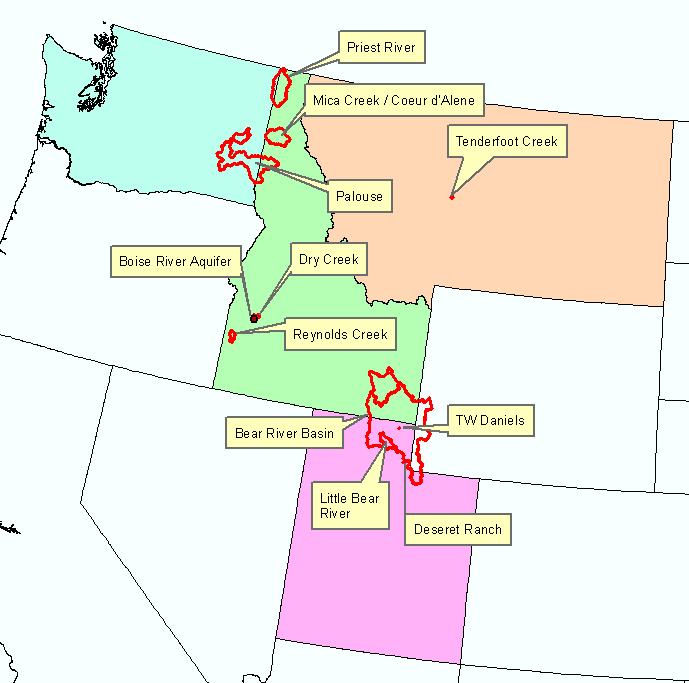 Priest River
Mica Creek / Coeur d'Alene
Tenderfoot Creek
Palouse
Boise River Aquifer
Dry Creek
Reynolds Creek
TW Daniels
Bear River Basin
Little Bear
River
Deseret Ranch